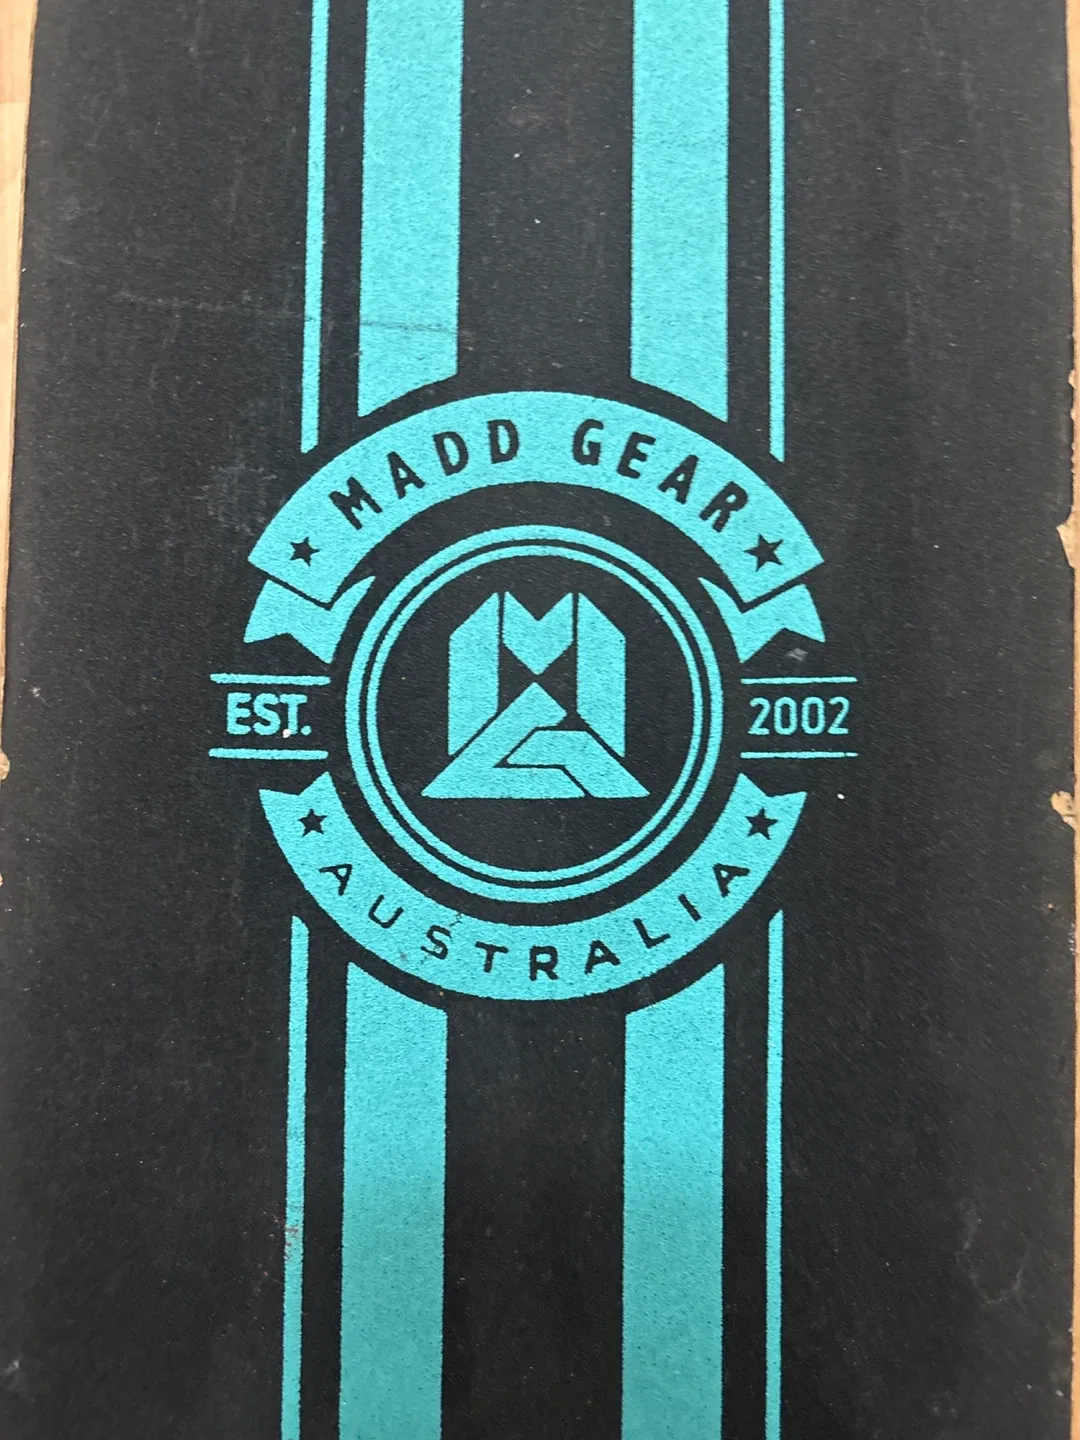 MADD GEAR
EST.
2002
AUSTRALIA